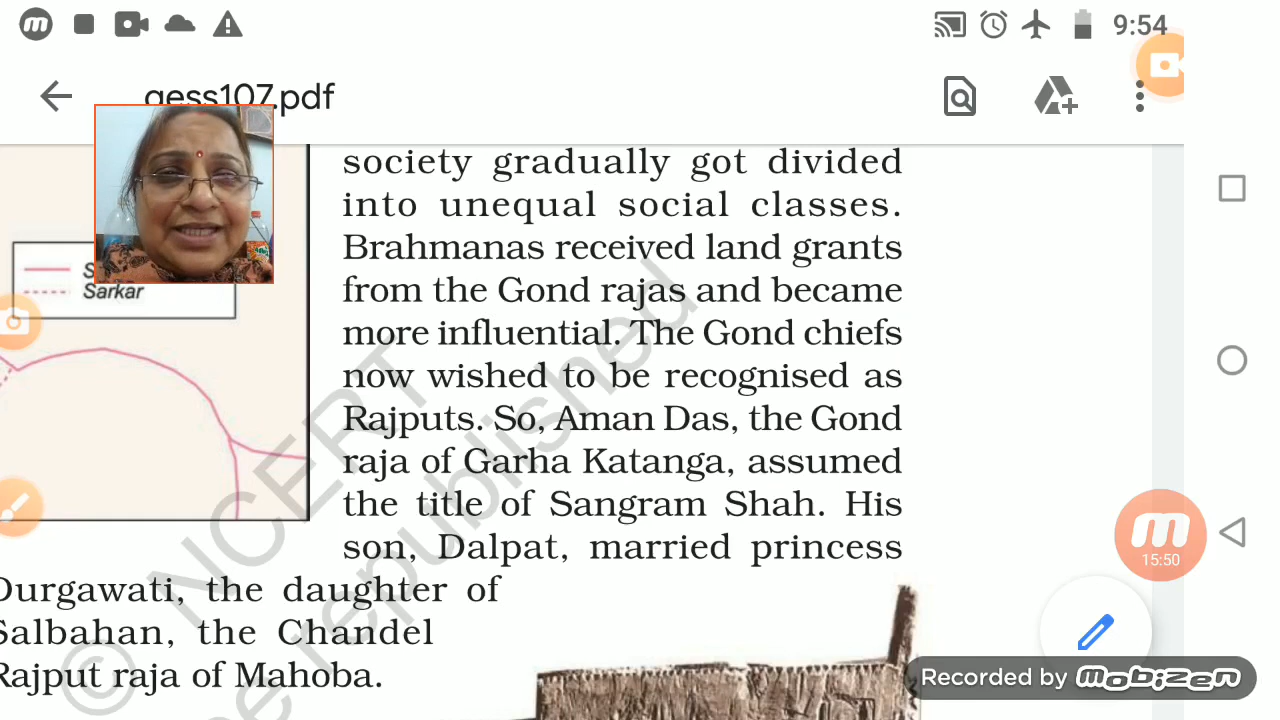 9:54
gess107.pdf
Sarkar
society gradually got divided
into unequal social classes.
Brahmanas received land grants
from the Gond rajas and became
more influential. The Gond chiefs
now wished to be recognised as
Rajputs. So, Aman Das, the Gond
raja of Garha Katanga, assumed
the title of Sangram Shah. His
son, Dalpat, married princess
Durgawati, the daughter of
Salbahan, the Chandel
Rajput raja of Mahoba.
© NCERT
republished
15:50
Recorded by mobizen